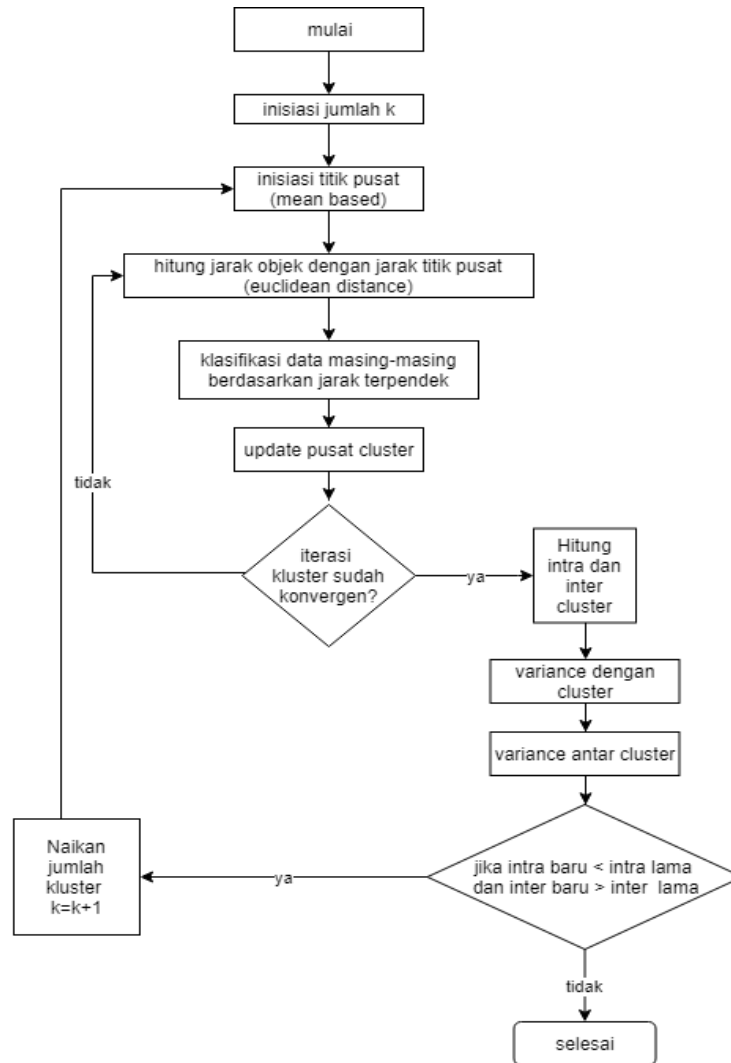 mulai
inisiasi jumlah k
inisiasi titik pusat
(mean based)
hitung jarak objek dengan jarak titik pusat
(euclidean distance)
klasifikasi data masing-masing
berdasarkan jarak terpendek
update pusat cluster
tidak
iterasi
kluster sudah
konvergen?
ya
Hitung
intra dan
inter
cluster
variance dengan
cluster
variance antar cluster
jika intra baru < intra lama
dan inter baru > inter lama
ya
Naikan
jumlah
kluster
k=k+1
tidak
selesai